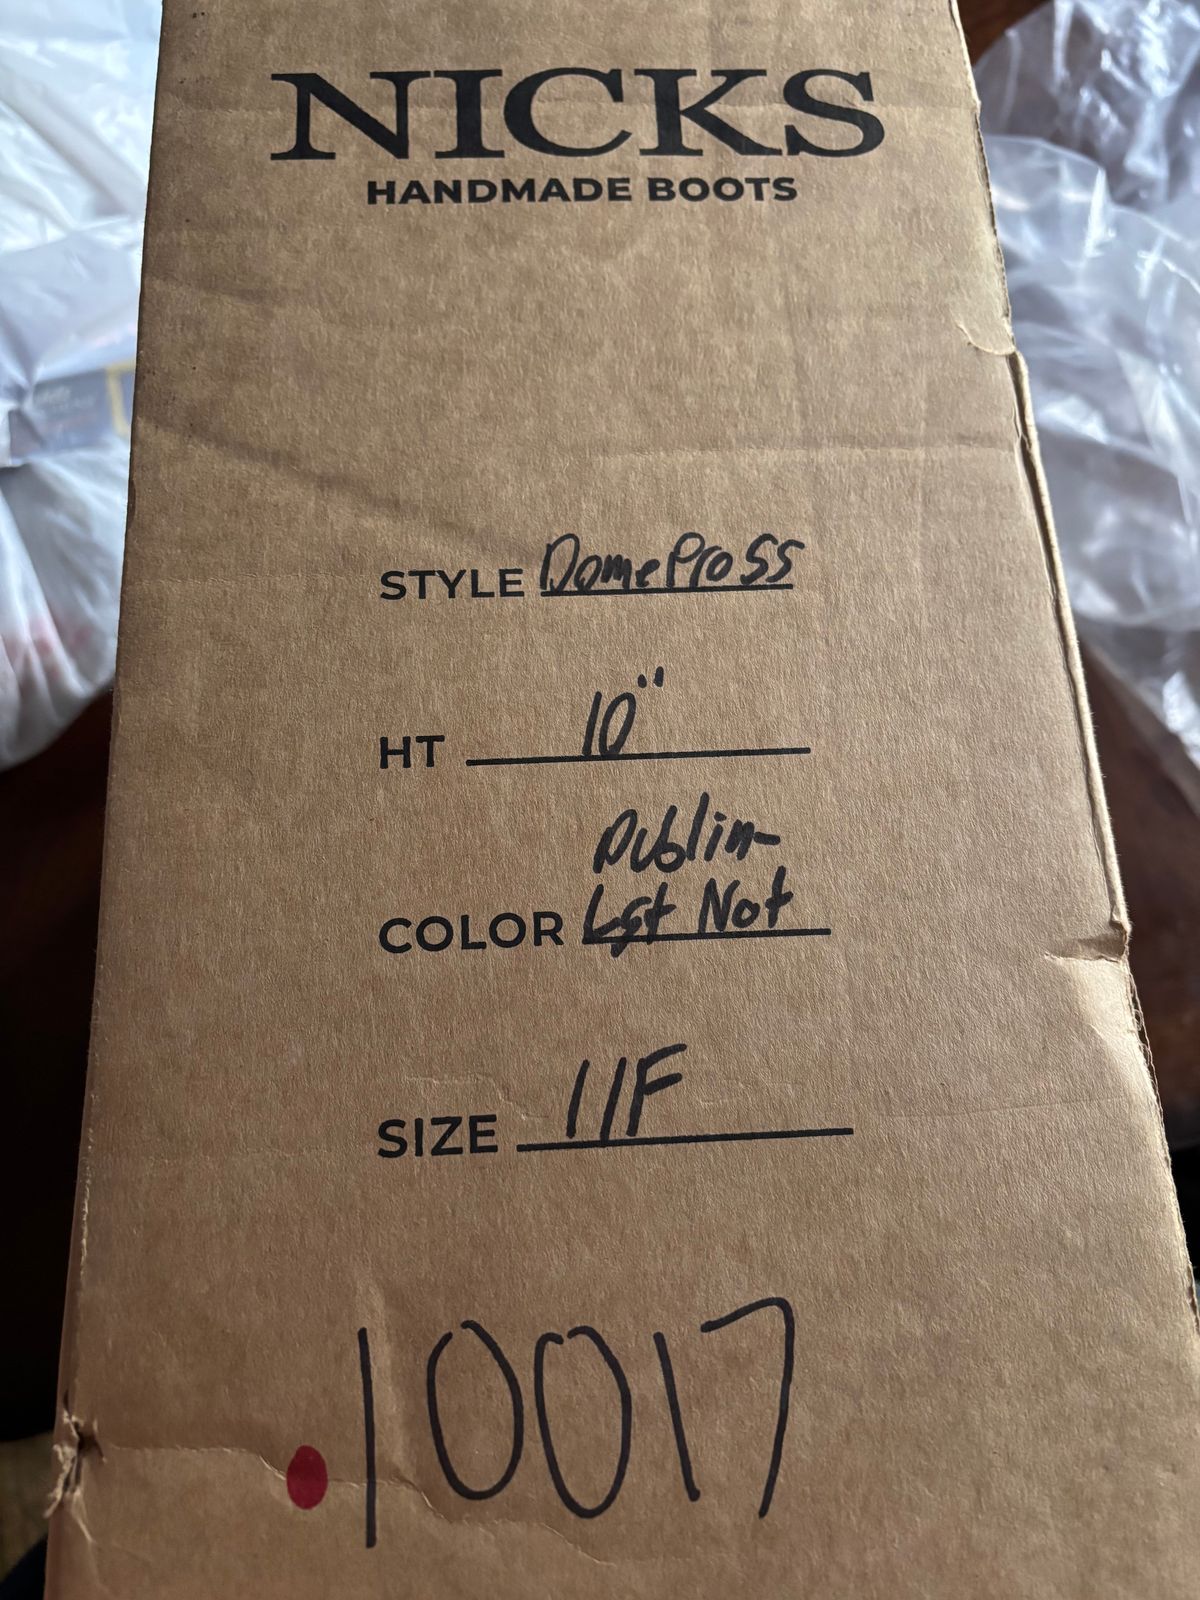 NICKS
HANDMADE BOOTS
STYLE DomePro SS
HT 10"
Dublin-
COLOR Lgt Nat
SIZE 11F
10017